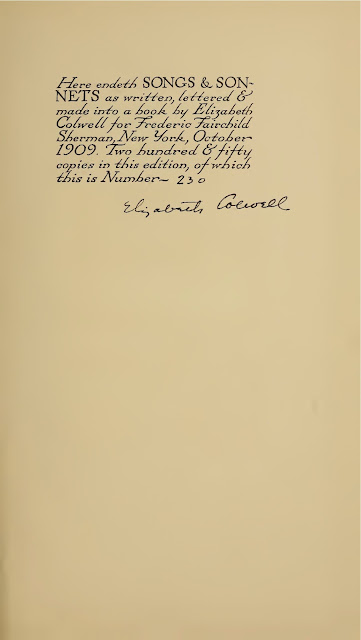 Here endeth SONGS & SON-
NETS as written, lettered &
made into a book by Elizabeth
Colwell for Frederic Fairchild
Sherman, New York, October
1909. Two hundred & fifty
copies in this edition, of which
this is Number~ 230
Elizabeth Colwell